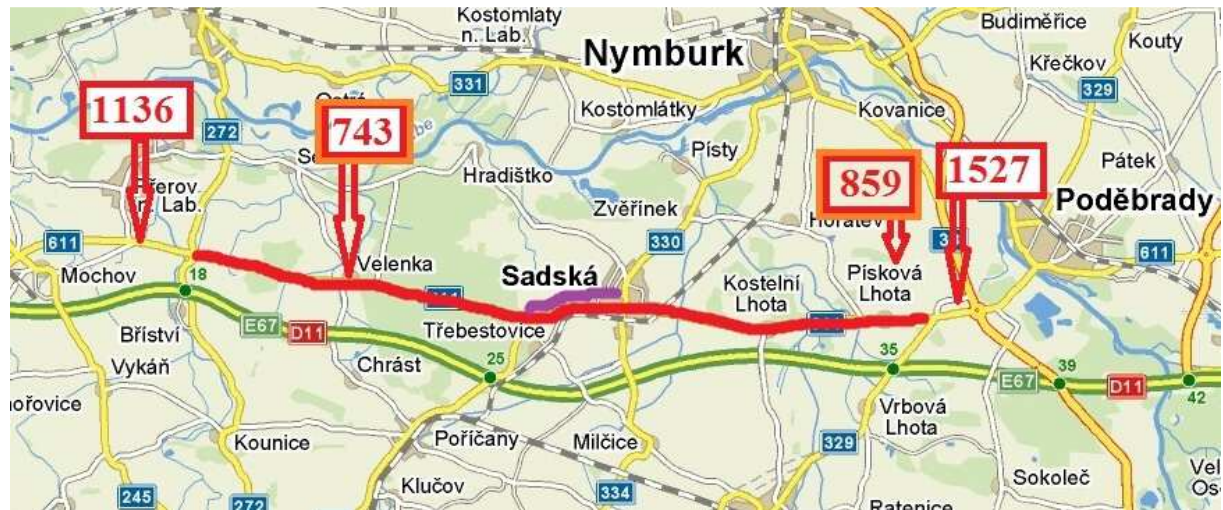 Kostomlaty
n. Láb.
Budiměřice
Kouty
Nymburk
Křečkov
272
331
329
1136
743
Kostomlátky
Kovanice
Písty
Pátek
Hradištko
1527
859
n. Lab.
Zvěřínek
Poděbrady
611
330
Mochov
18
Velenka
Sadská
Kostelní
Lhota
Písková
Lhota
611
Bříství
E67
D11
Třebestovice
Vykáň
Chrást
25
35
39
E67
D11
42
Vrbová
Lhota
Kounice
Poříčany
Milčice
329
Sokoleč
245
272
Klučov
334
Ratenice